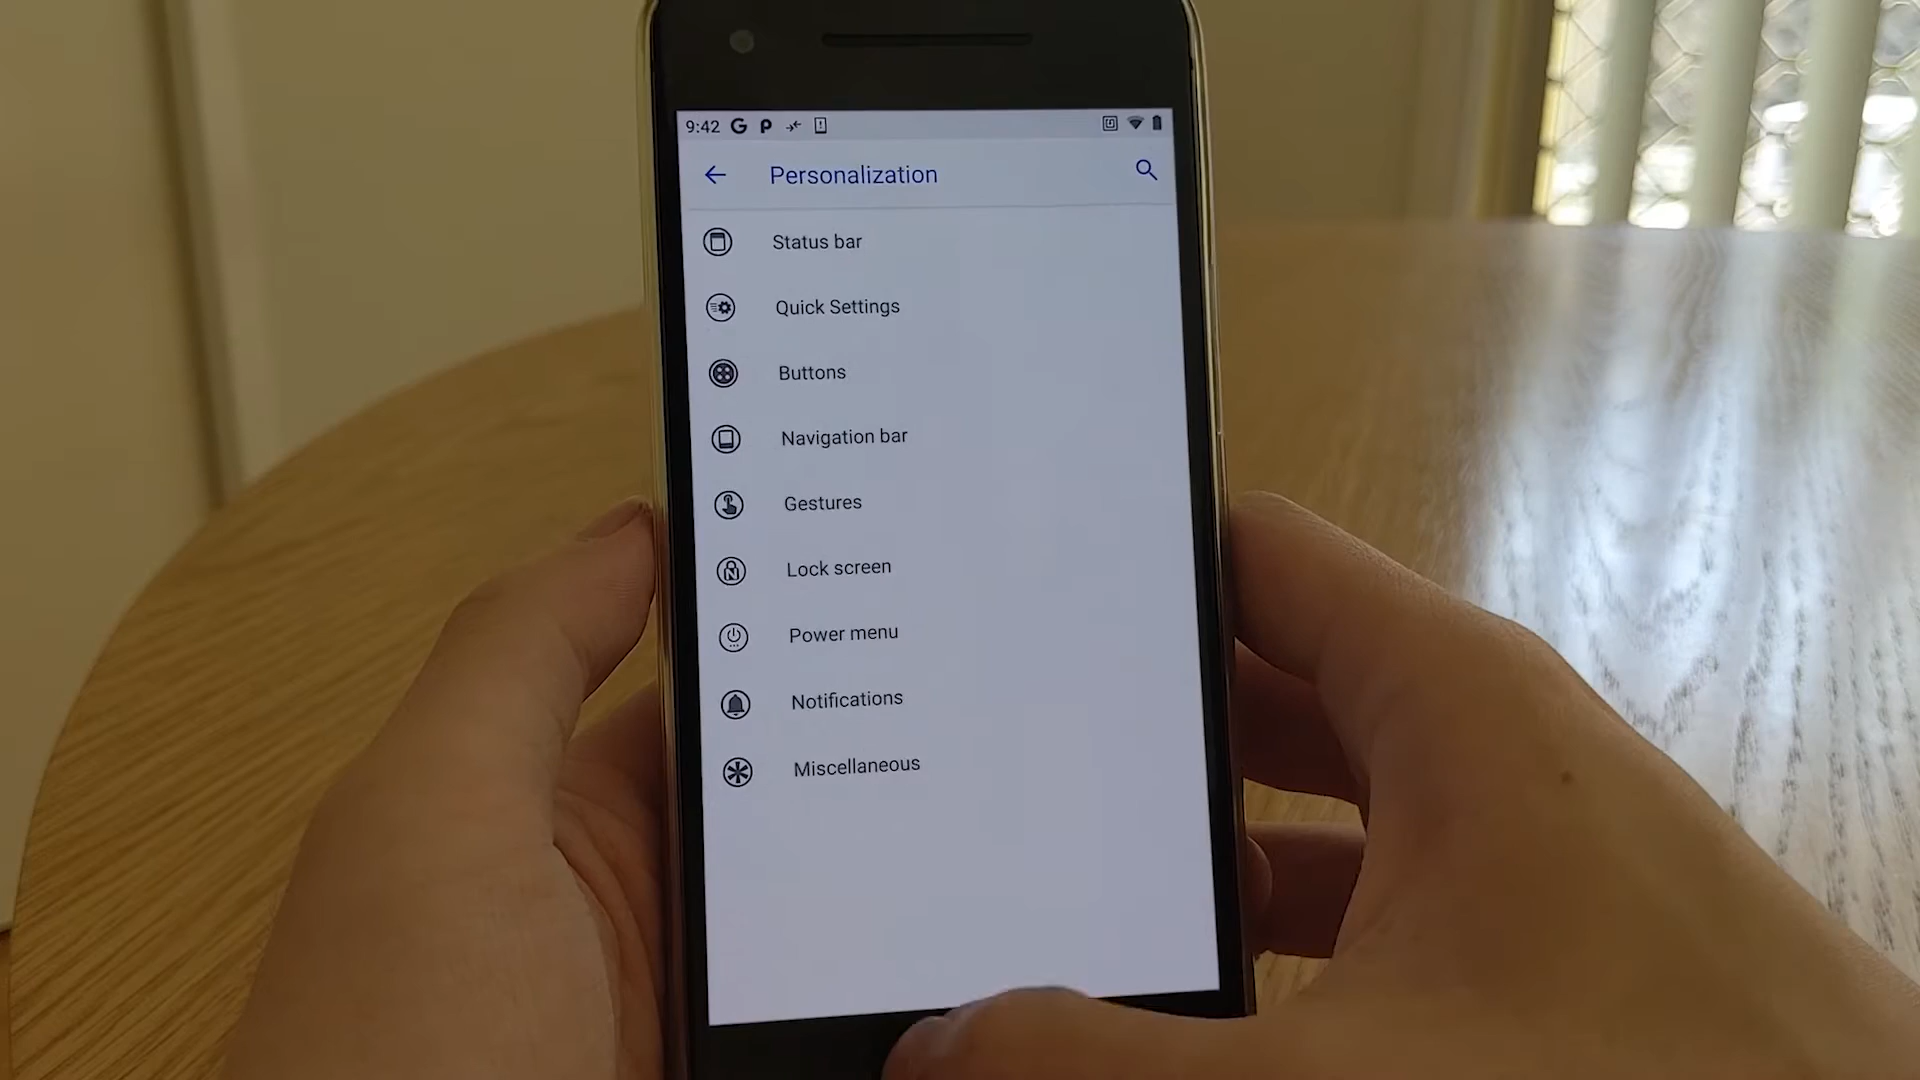 9:42
Personalization
Status bar
Quick Settings
Buttons
Navigation bar
Gestures
Lock screen
Power menu
Notifications
Miscellaneous